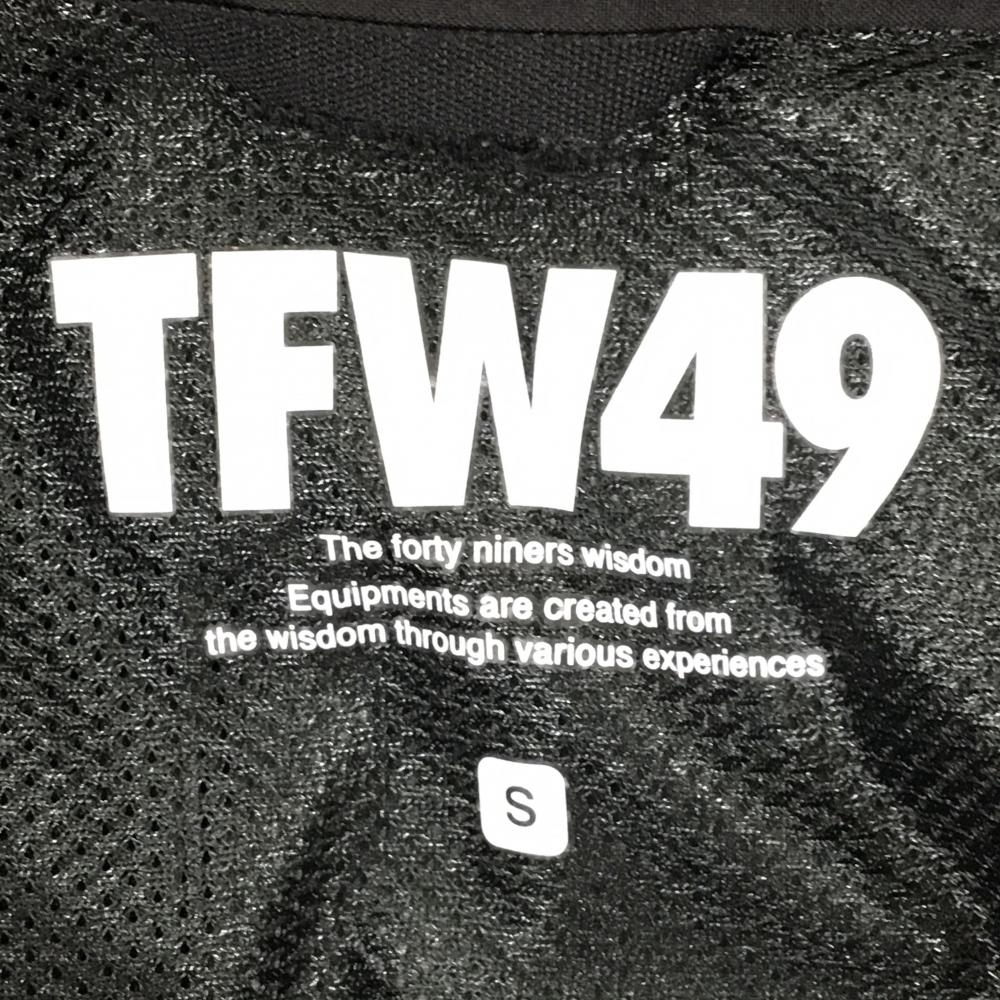 TFW49
The forty niners wisdom
Equipments are created from
the wisdom through various experiences
S